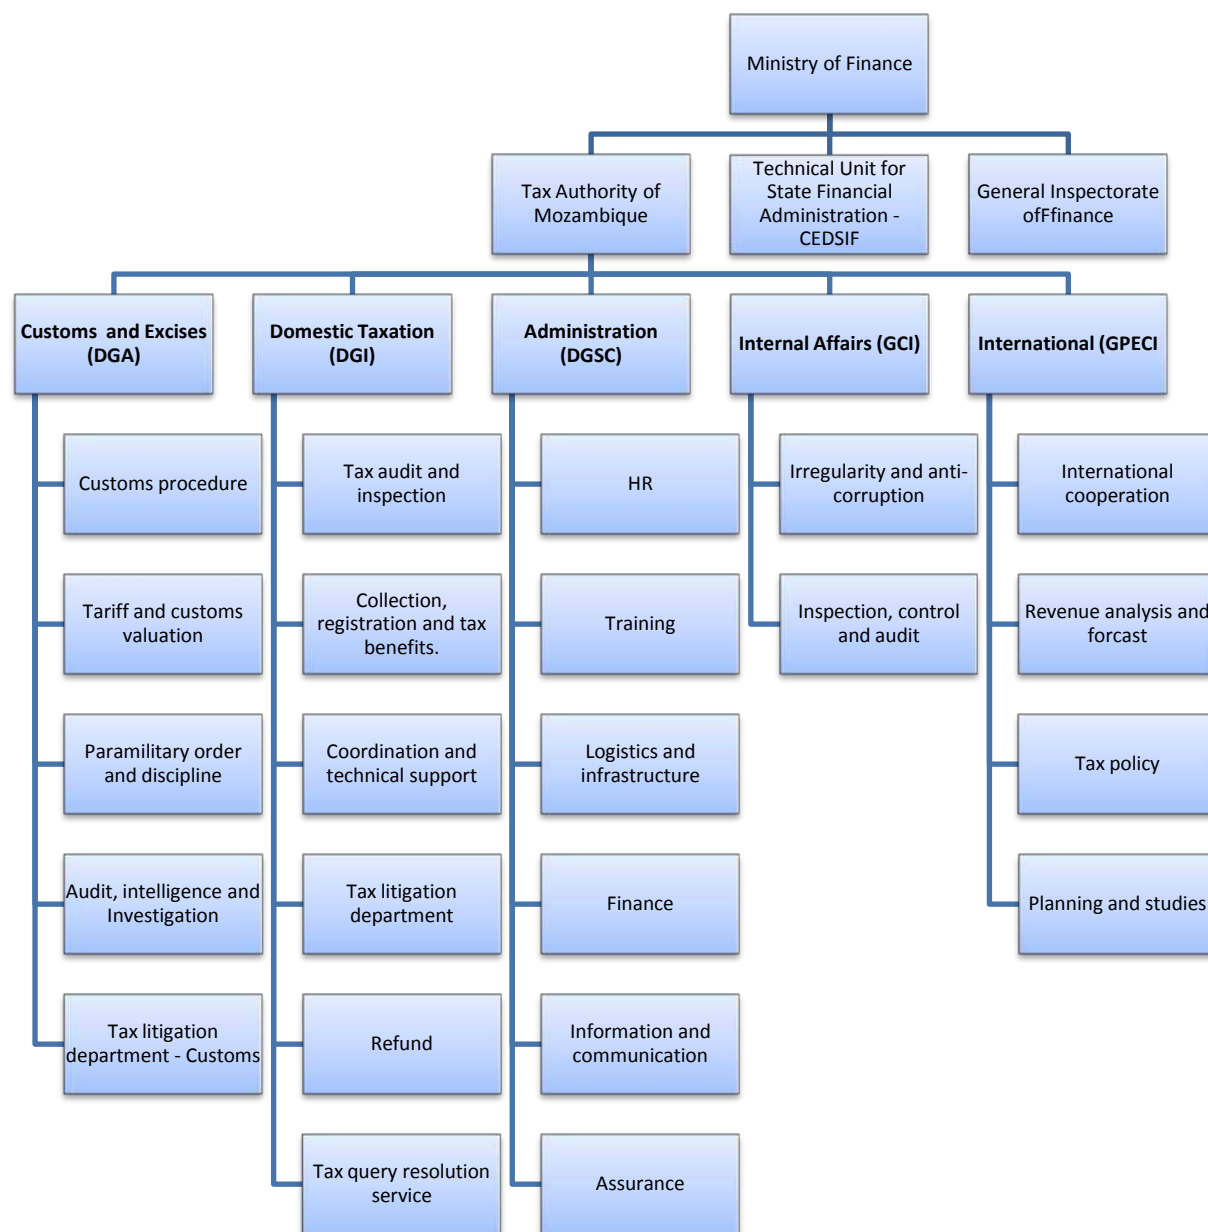 Ministry of Finance
Tax Authority of
Mozambique
Technical Unit for
State Financial
Administration -
CEDSIF
General Inspectorate
ofFfinance
Customs and Excises
(DGA)
Domestic Taxation
(DGI)
Administration
(DGSC)
Internal Affairs (GCI)
International (GPECI
Customs procedure
Tax audit and
inspection
HR
Irregularity and anti-
corruption
International
cooperation
Tariff and customs
valuation
Collection,
registration and tax
benefits.
Training
Inspection, control
and audit
Revenue analysis and
forcast
Paramilitary order
and discipline
Coordination and
technical support
Logistics and
infrastructure
Tax policy
Audit, intelligence and
Investigation
Tax litigation
department
Finance
Planning and studies
Tax litigation
department - Customs
Refund
Information and
communication
Tax query resolution
service
Assurance